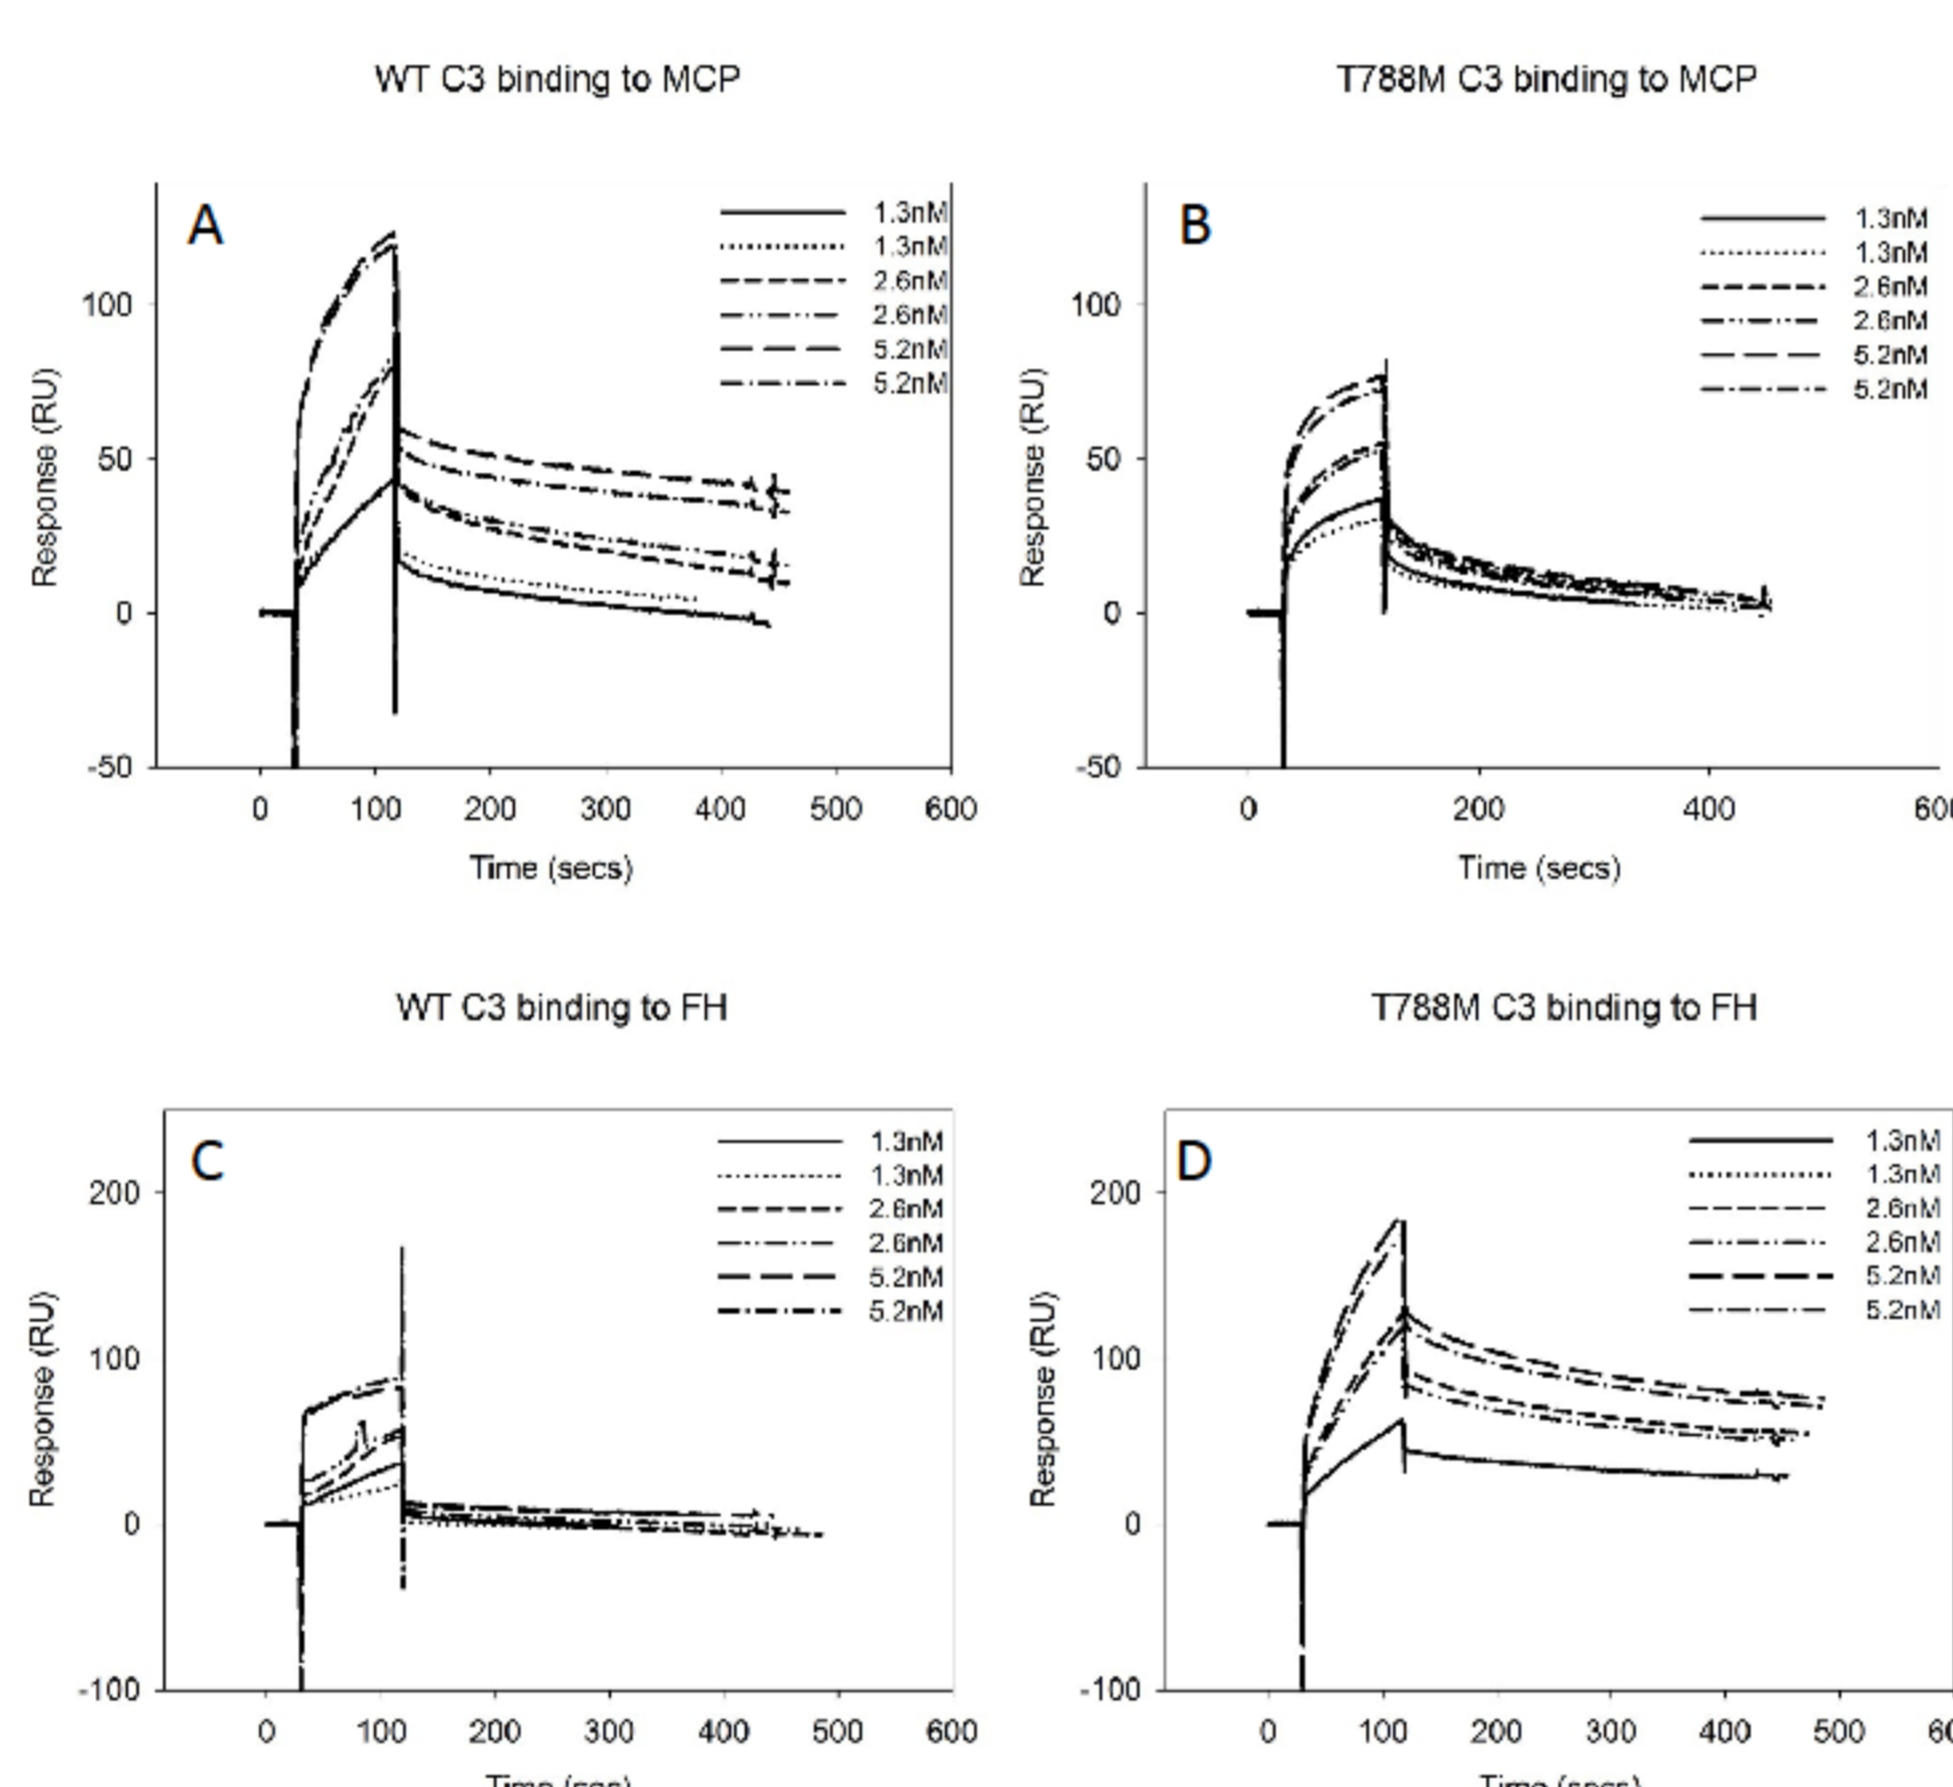 WT C3 binding to MCP
T788M C3 binding to MCP
A
1.3nM
1.3nM
2.6nM
2.6nM
5.2nM
5.2nM
100
50
0
-50
Response (RU)
0 100 200 300 400 500 600
Time (secs)
B
1.3nM
1.3nM
2.6nM
2.6nM
5.2nM
5.2nM
100
50
0
-50
Response (RU)
0 200 400
Time (secs)
WT C3 binding to FH
T788M C3 binding to FH
C
1.3nM
1.3nM
2.6nM
2.6nM
5.2nM
5.2nM
200
100
0
-100
Response (RU)
0 100 200 300 400 500 600
Time
D
1.3nM
1.3nM
2.6nM
2.6nM
5.2nM
5.2nM
200
100
0
-100
Response (RU)
0 100 200 300 400 500
Time (secs)